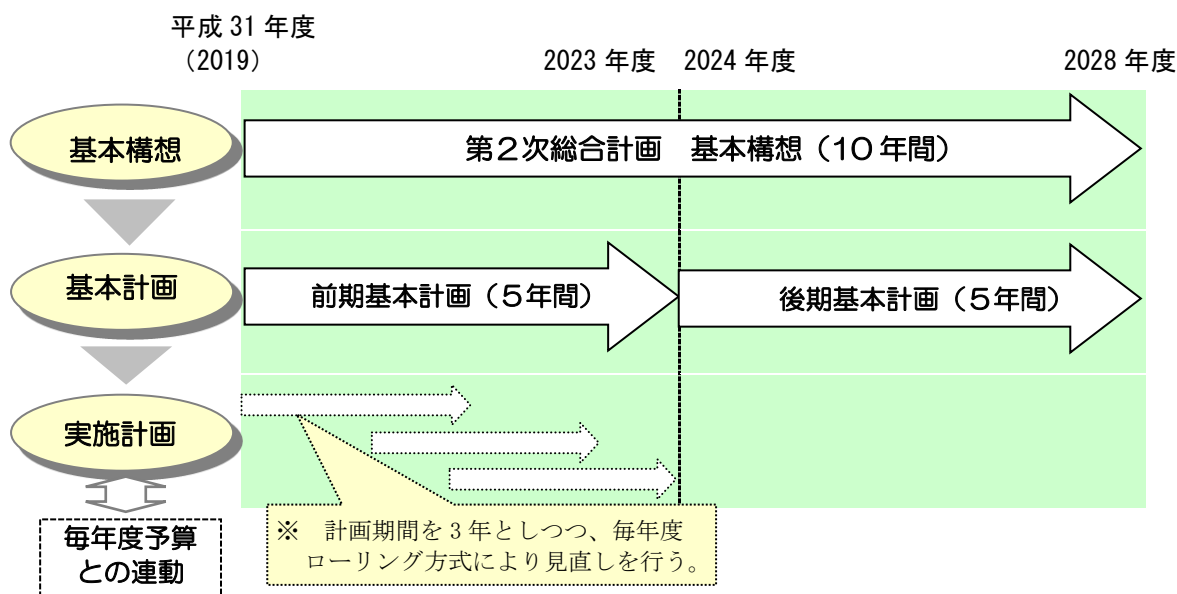 平成 31 年度
（2019）
2023 年度
2024 年度
2028 年度
基本構想
第２次総合計画　基本構想（１０年間）
基本計画
前期基本計画（５年間）
後期基本計画（５年間）
実施計画
※　計画期間を 3 年としつつ、毎年度
ローリング方式により見直しを行う。
毎年度予算
との連動